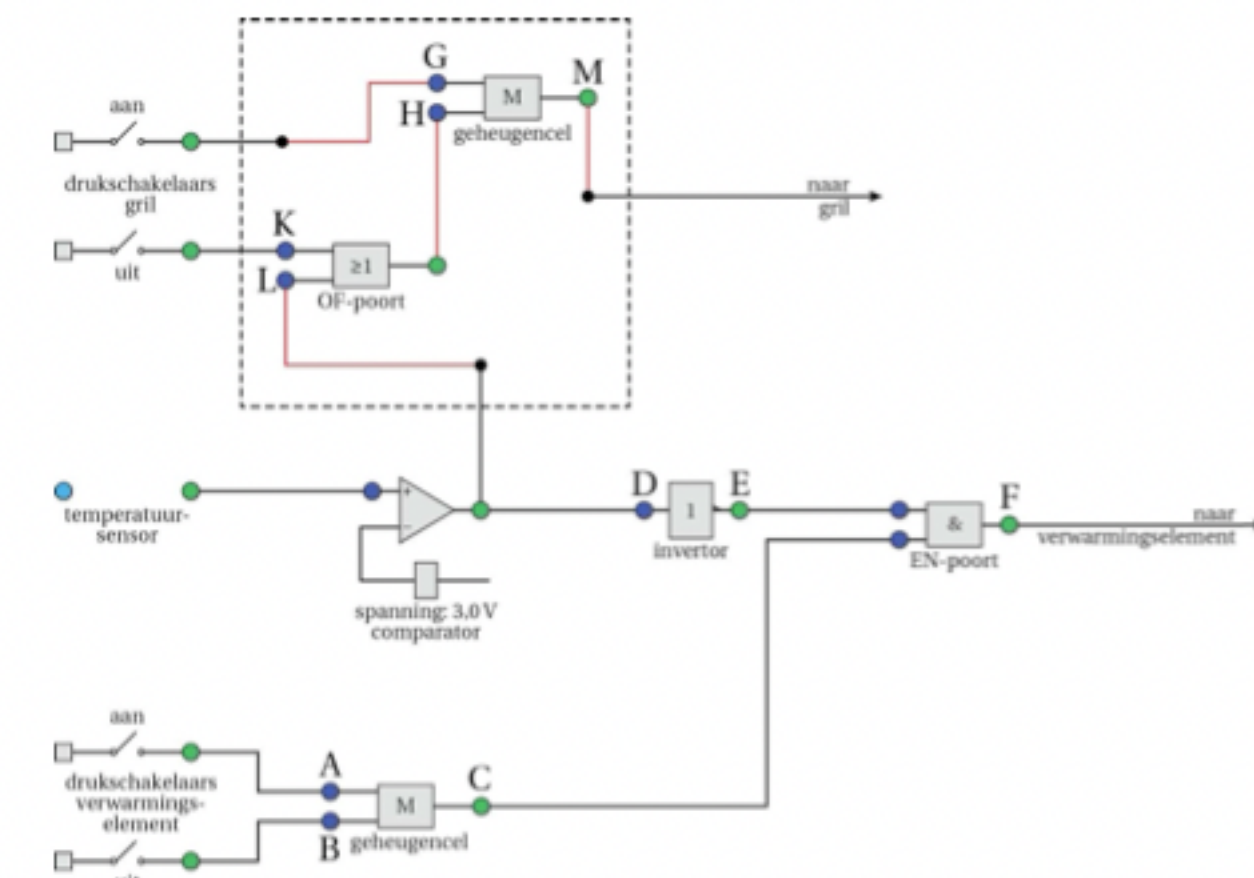 G
M
aan
H
M
geheugencel
drukschakelaars
gril
naar
gril
K
≥1
uit
L
OF-poort
D
E
F
+
−
1
&
naar
verwarmingselement
temperatuur-
sensor
invertor
EN-poort
spanning: 3,0 V
comparator
aan
A
C
drukschakelaars
verwarmings-
element
M
B
geheugencel